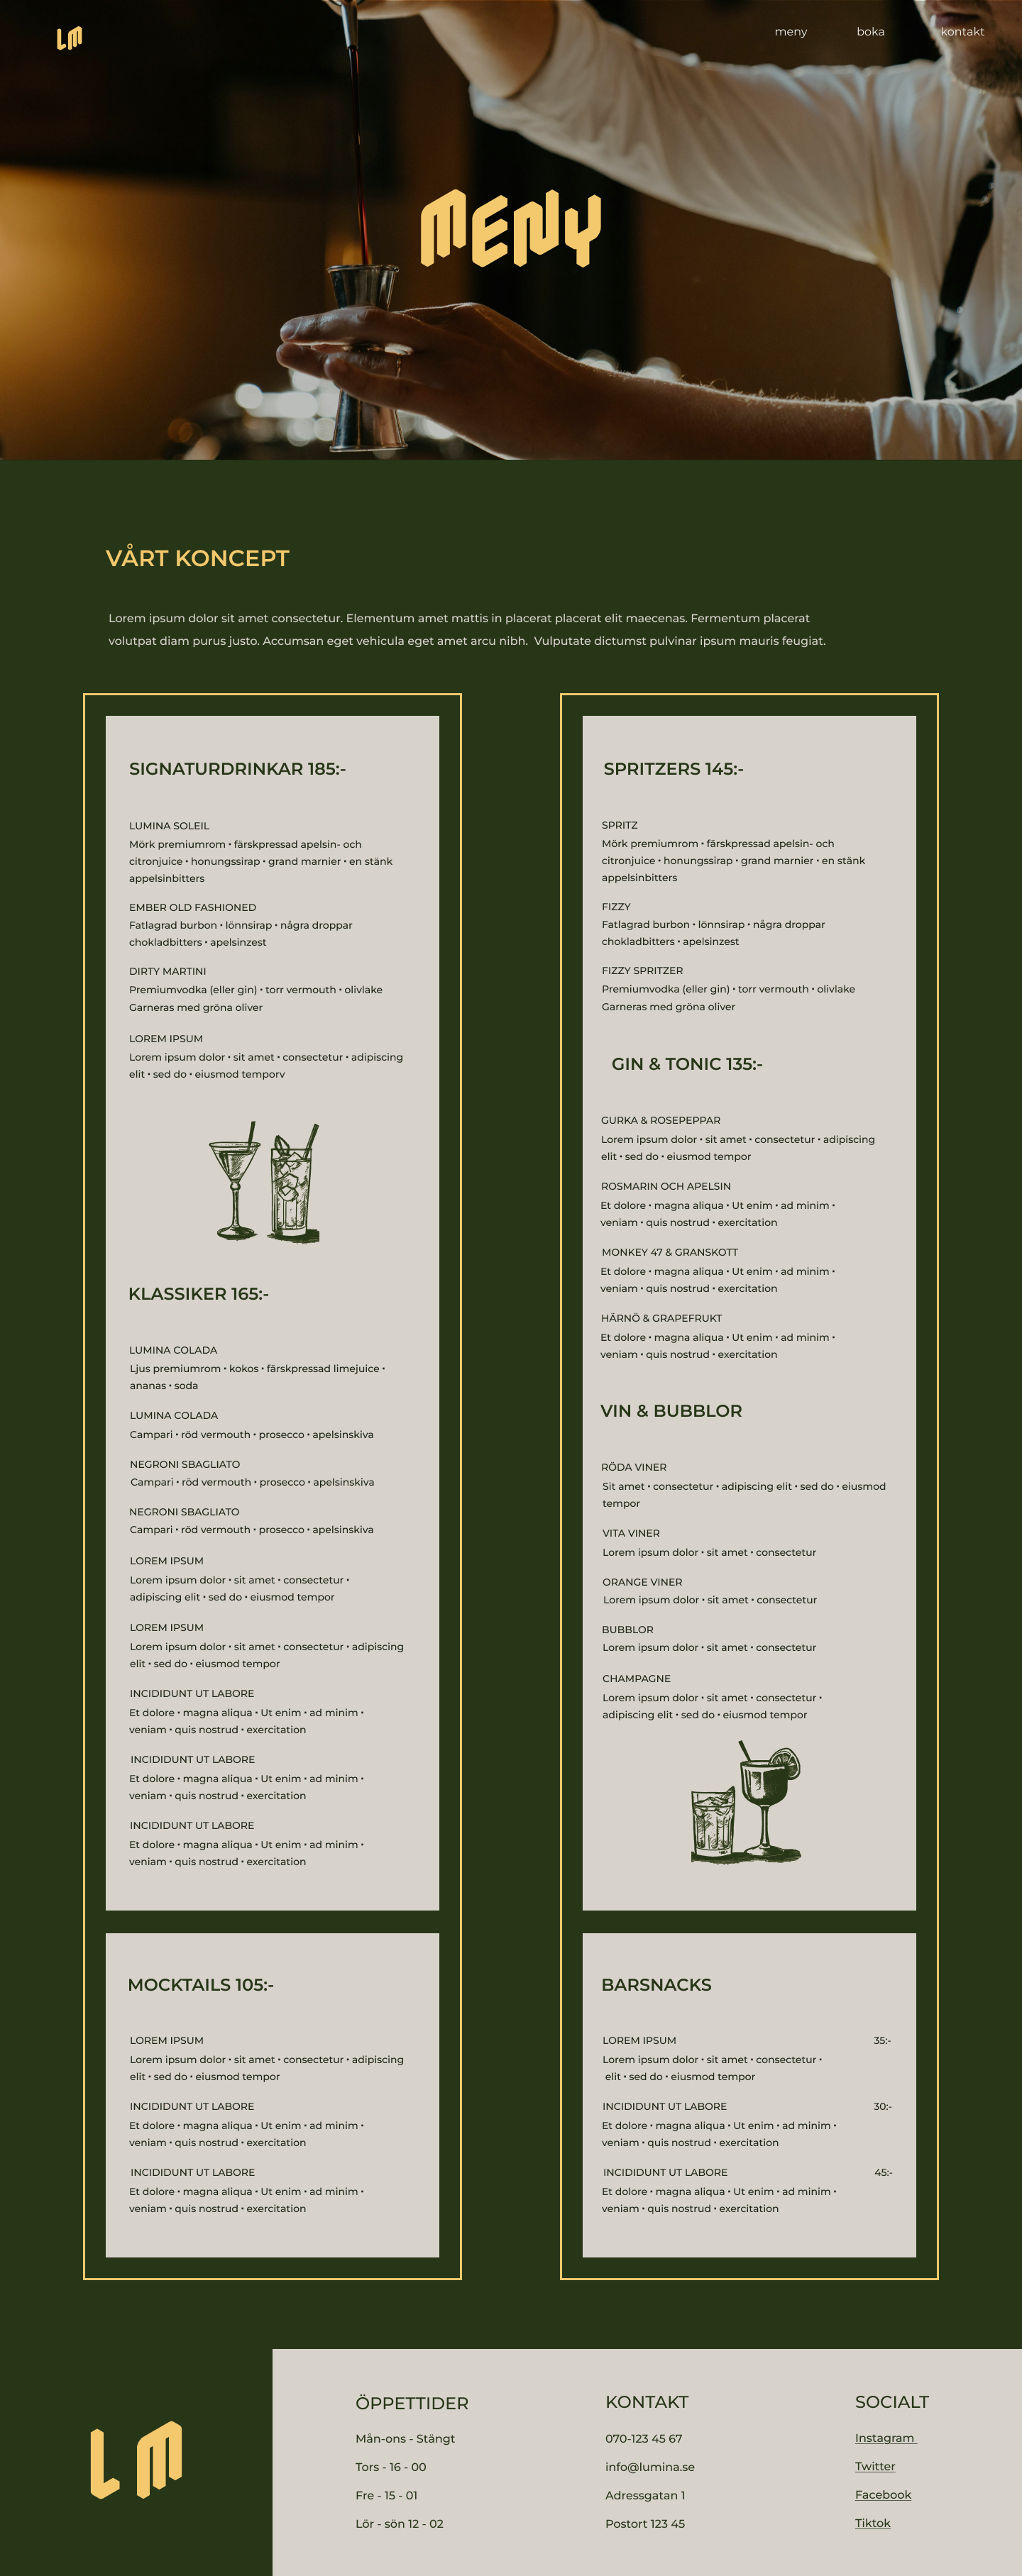 LM
meny
boka
kontakt
MENY
VÅRT KONCEPT
Lorem ipsum dolor sit amet consectetur. Elementum amet mattis in placerat placerat elit maecenas. Fermentum placerat
volutpat diam purus justo. Accumsan eget vehicula eget amet arcu nibh.  Vulputate dictumst pulvinar ipsum mauris feugiat.
SIGNATURDRINKAR 185:-
LUMINA SOLEIL
Mörk premiumrom • färskpressad apelsin- och
citronjuice • honungssirap • grand marnier • en stänk
appelsinbitters
EMBER OLD FASHIONED
Fatlagrad burbon • lönnsirap • några droppar
chokladbitters • apelsinzest
DIRTY MARTINI
Premiumvodka (eller gin) • torr vermouth • olivlake
Garneras med gröna oliver
LOREM IPSUM
Lorem ipsum dolor • sit amet • consectetur • adipiscing
elit • sed do • eiusmod temporv
KLASSIKER 165:-
LUMINA COLADA
Ljus premiumrom • kokos • färskpressad limejuice •
ananas • soda
LUMINA COLADA
Campari • röd vermouth • prosecco • apelsinskiva
NEGRONI SBAGLIATO
Campari • röd vermouth • prosecco • apelsinskiva
NEGRONI SBAGLIATO
Campari • röd vermouth • prosecco • apelsinskiva
LOREM IPSUM
Lorem ipsum dolor • sit amet • consectetur •
adipiscing elit • sed do • eiusmod tempor
LOREM IPSUM
Lorem ipsum dolor • sit amet • consectetur • adipiscing
elit • sed do • eiusmod tempor
INCIDIDUNT UT LABORE
Et dolore • magna aliqua • Ut enim • ad minim •
veniam • quis nostrud • exercitation
INCIDIDUNT UT LABORE
Et dolore • magna aliqua • Ut enim • ad minim •
veniam • quis nostrud • exercitation
INCIDIDUNT UT LABORE
Et dolore • magna aliqua • Ut enim • ad minim •
veniam • quis nostrud • exercitation
MOCKTAILS 105:-
LOREM IPSUM
Lorem ipsum dolor • sit amet • consectetur • adipiscing
elit • sed do • eiusmod tempor
INCIDIDUNT UT LABORE
Et dolore • magna aliqua • Ut enim • ad minim •
veniam • quis nostrud • exercitation
INCIDIDUNT UT LABORE
Et dolore • magna aliqua • Ut enim • ad minim •
veniam • quis nostrud • exercitation
SPRITZERS 145:-
SPRITZ
Mörk premiumrom • färskpressad apelsin- och
citronjuice • honungssirap • grand marnier • en stänk
appelsinbitters
FIZZY
Fatlagrad burbon • lönnsirap • några droppar
chokladbitters • apelsinzest
FIZZY SPRITZER
Premiumvodka (eller gin) • torr vermouth • olivlake
Garneras med gröna oliver
GIN & TONIC 135:-
GURKA & ROSEPEPPAR
Lorem ipsum dolor • sit amet • consectetur • adipiscing
elit • sed do • eiusmod tempor
ROSMARIN OCH APELSIN
Et dolore • magna aliqua • Ut enim • ad minim •
veniam • quis nostrud • exercitation
MONKEY 47 & GRANSKOTT
Et dolore • magna aliqua • Ut enim • ad minim •
veniam • quis nostrud • exercitation
HÄRNÖ & GRAPEFRUKT
Et dolore • magna aliqua • Ut enim • ad minim •
veniam • quis nostrud • exercitation
VIN & BUBBLOR
RÖDA VINER
Sit amet • consectetur • adipiscing elit • sed do • eiusmod
tempor
VITA VINER
Lorem ipsum dolor • sit amet • consectetur
ORANGE VINER
Lorem ipsum dolor • sit amet • consectetur
BUBBLOR
Lorem ipsum dolor • sit amet • consectetur
CHAMPAGNE
Lorem ipsum dolor • sit amet • consectetur •
adipiscing elit • sed do • eiusmod tempor
BARSNACKS
LOREM IPSUM 35:-
Lorem ipsum dolor • sit amet • consectetur •
elit • sed do • eiusmod tempor
INCIDIDUNT UT LABORE 30:-
Et dolore • magna aliqua • Ut enim • ad minim •
veniam • quis nostrud • exercitation
INCIDIDUNT UT LABORE 45:-
Et dolore • magna aliqua • Ut enim • ad minim •
veniam • quis nostrud • exercitation
LM
ÖPPETTIDER
Mån-ons - Stängt
Tors - 16 - 00
Fre - 15 - 01
Lör - sön 12 - 02
KONTAKT
070-123 45 67
info@lumina.se
Adressgatan 1
Postort 123 45
SOCIALT
Instagram
Twitter
Facebook
Tiktok